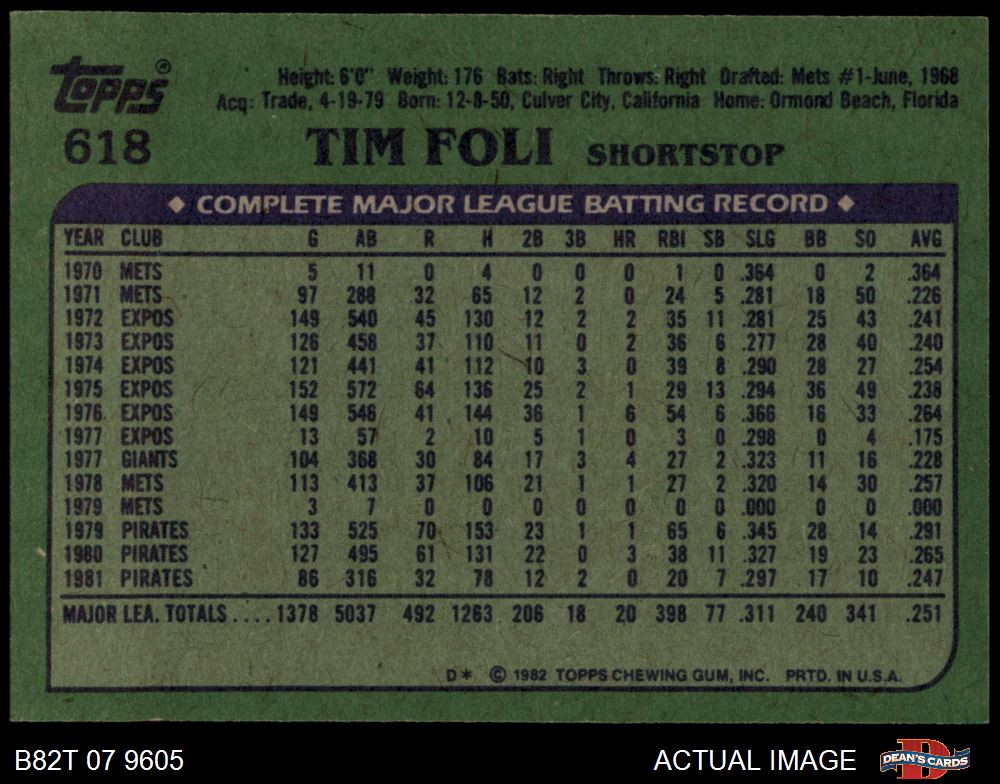 Topps®
Height: 6'0" Weight: 176 Bats: Right Throws: Right Drafted: Mets #1-June, 1968
Acq: Trade, 4-19-79 Born: 12-8-50, Culver City, California Home: Ormond Beach, Florida
618 TIM FOLI SHORTSTOP
◆ COMPLETE MAJOR LEAGUE BATTING RECORD ◆
YEAR CLUB G AB R H 2B 3B HR RBI SB SLG BB SO AVG
1970 METS 5 11 0 4 0 0 0 1 0 .364 0 2 .364
1971 METS 97 288 32 65 12 2 0 24 5 .281 18 50 .226
1972 EXPOS 149 540 45 130 12 2 2 35 11 .281 25 43 .241
1973 EXPOS 126 458 37 110 11 0 2 36 6 .277 28 40 .240
1974 EXPOS 121 441 41 112 10 3 0 39 8 .290 28 27 .254
1975 EXPOS 152 572 64 136 25 2 1 29 13 .294 36 49 .238
1976 EXPOS 149 546 41 144 36 1 6 54 6 .366 16 33 .264
1977 EXPOS 13 57 2 10 5 1 0 3 0 .298 0 4 .175
1977 GIANTS 104 368 30 84 17 3 4 27 2 .323 11 16 .228
1978 METS 113 413 37 106 21 1 1 27 2 .320 14 30 .257
1979 METS 3 7 0 0 0 0 0 0 0 .000 0 0 .000
1979 PIRATES 133 525 70 153 23 1 1 65 6 .345 28 14 .291
1980 PIRATES 127 495 61 131 22 0 3 38 11 .327 19 23 .265
1981 PIRATES 86 316 32 78 12 2 0 20 7 .297 17 10 .247
MAJOR LEA. TOTALS .... 1378 5037 492 1263 206 18 20 398 77 .311 240 341 .251
D* © 1982 TOPPS CHEWING GUM, INC. PRTD. IN U.S.A.
B82T 07 9605 ACTUAL IMAGE D DEAN'S CARDS